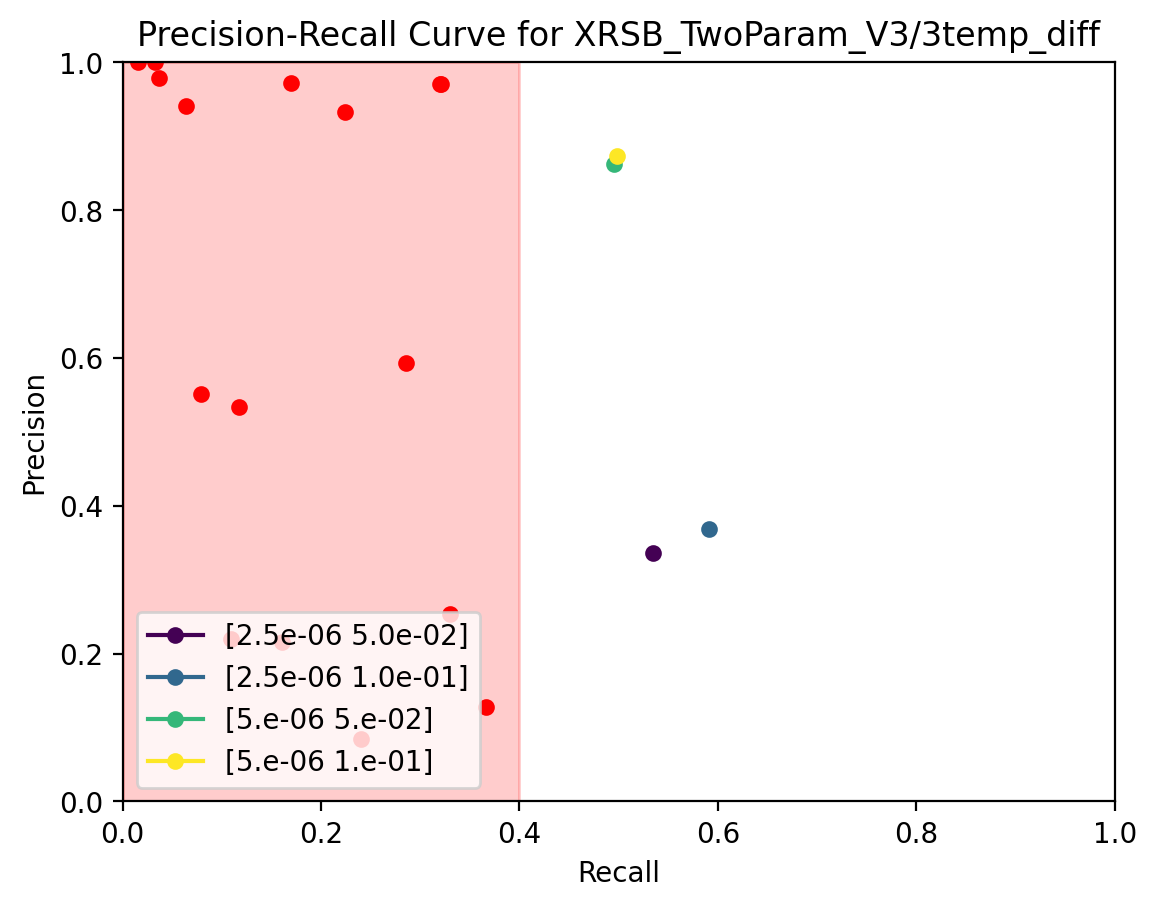 Precision-Recall Curve for XRSB_TwoParam_V3/3temp_diff
1.0
0.8
0.6
0.4
0.2
0.0
Precision
[2.5e-06 5.0e-02]
[2.5e-06 1.0e-01]
[5.e-06 5.e-02]
[5.e-06 1.e-01]
0.0 0.2 0.4 0.6 0.8 1.0
Recall